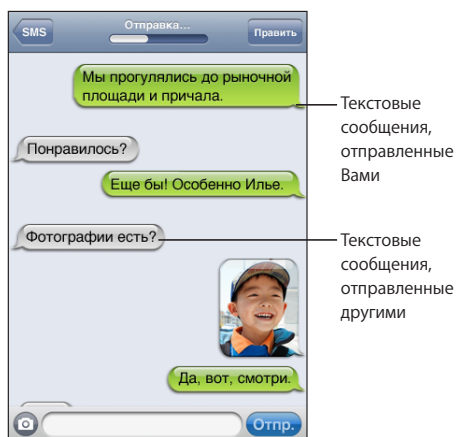 SMS
Отправка...
Править
Мы прогулялись до рыночной
площади и причала.
Текстовые
сообщения,
отправленные
Вами
Понравилось?
Еще бы! Особенно Илье.
Фотографии есть?
Текстовые
сообщения,
отправленные
другими
Да, вот, смотри.
Отпр.